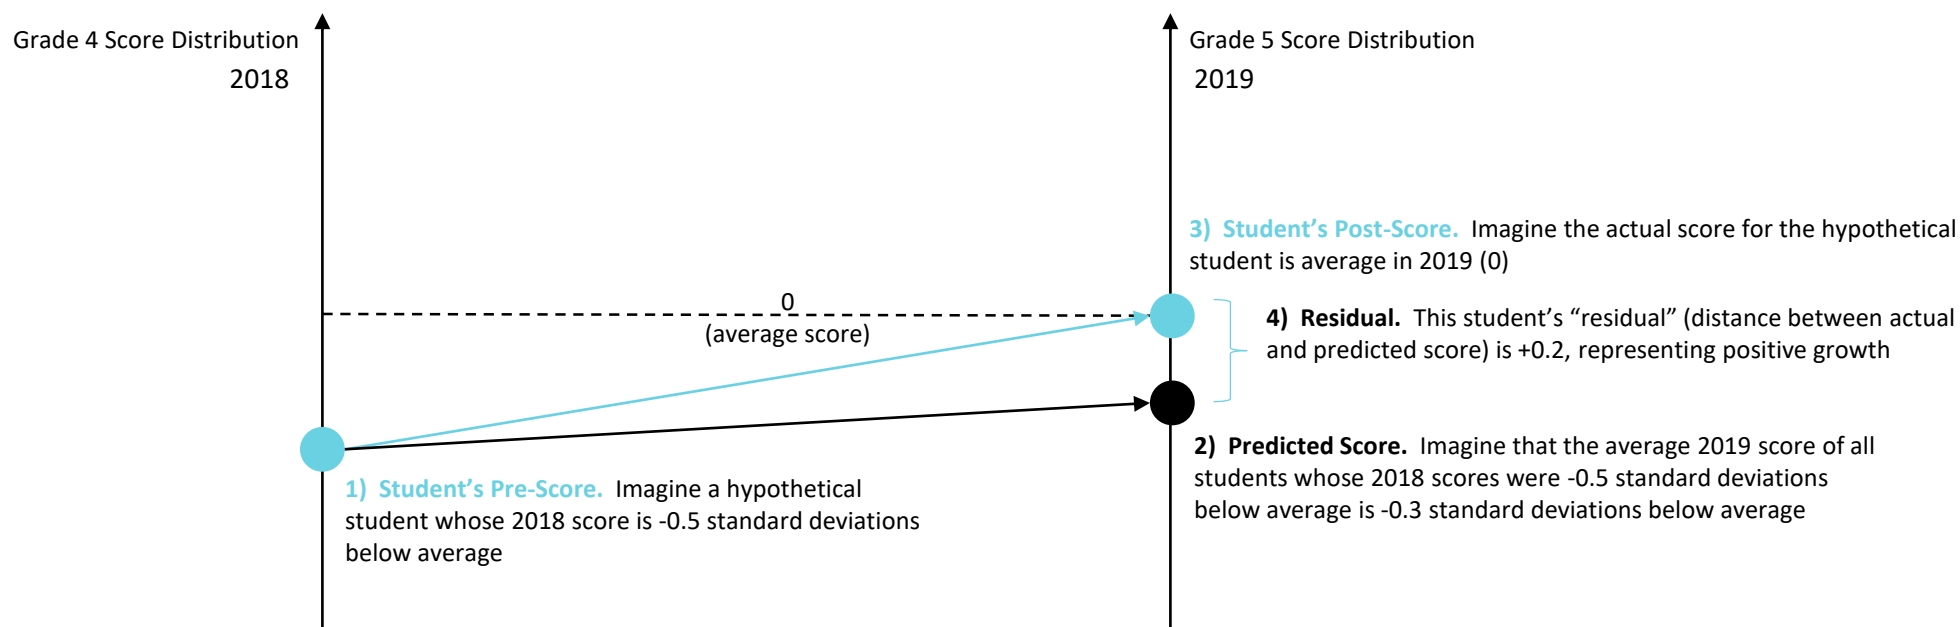 Grade 4 Score Distribution
2018
Grade 5 Score Distribution
2019
3) Student’s Post-Score. Imagine the actual score for the hypothetical
student is average in 2019 (0)
0
(average score)
4) Residual. This student’s “residual” (distance between actual
and predicted score) is +0.2, representing positive growth
2) Predicted Score. Imagine that the average 2019 score of all
students whose 2018 scores were -0.5 standard deviations
below average is -0.3 standard deviations below average
1) Student’s Pre-Score. Imagine a hypothetical
student whose 2018 score is -0.5 standard deviations
below average